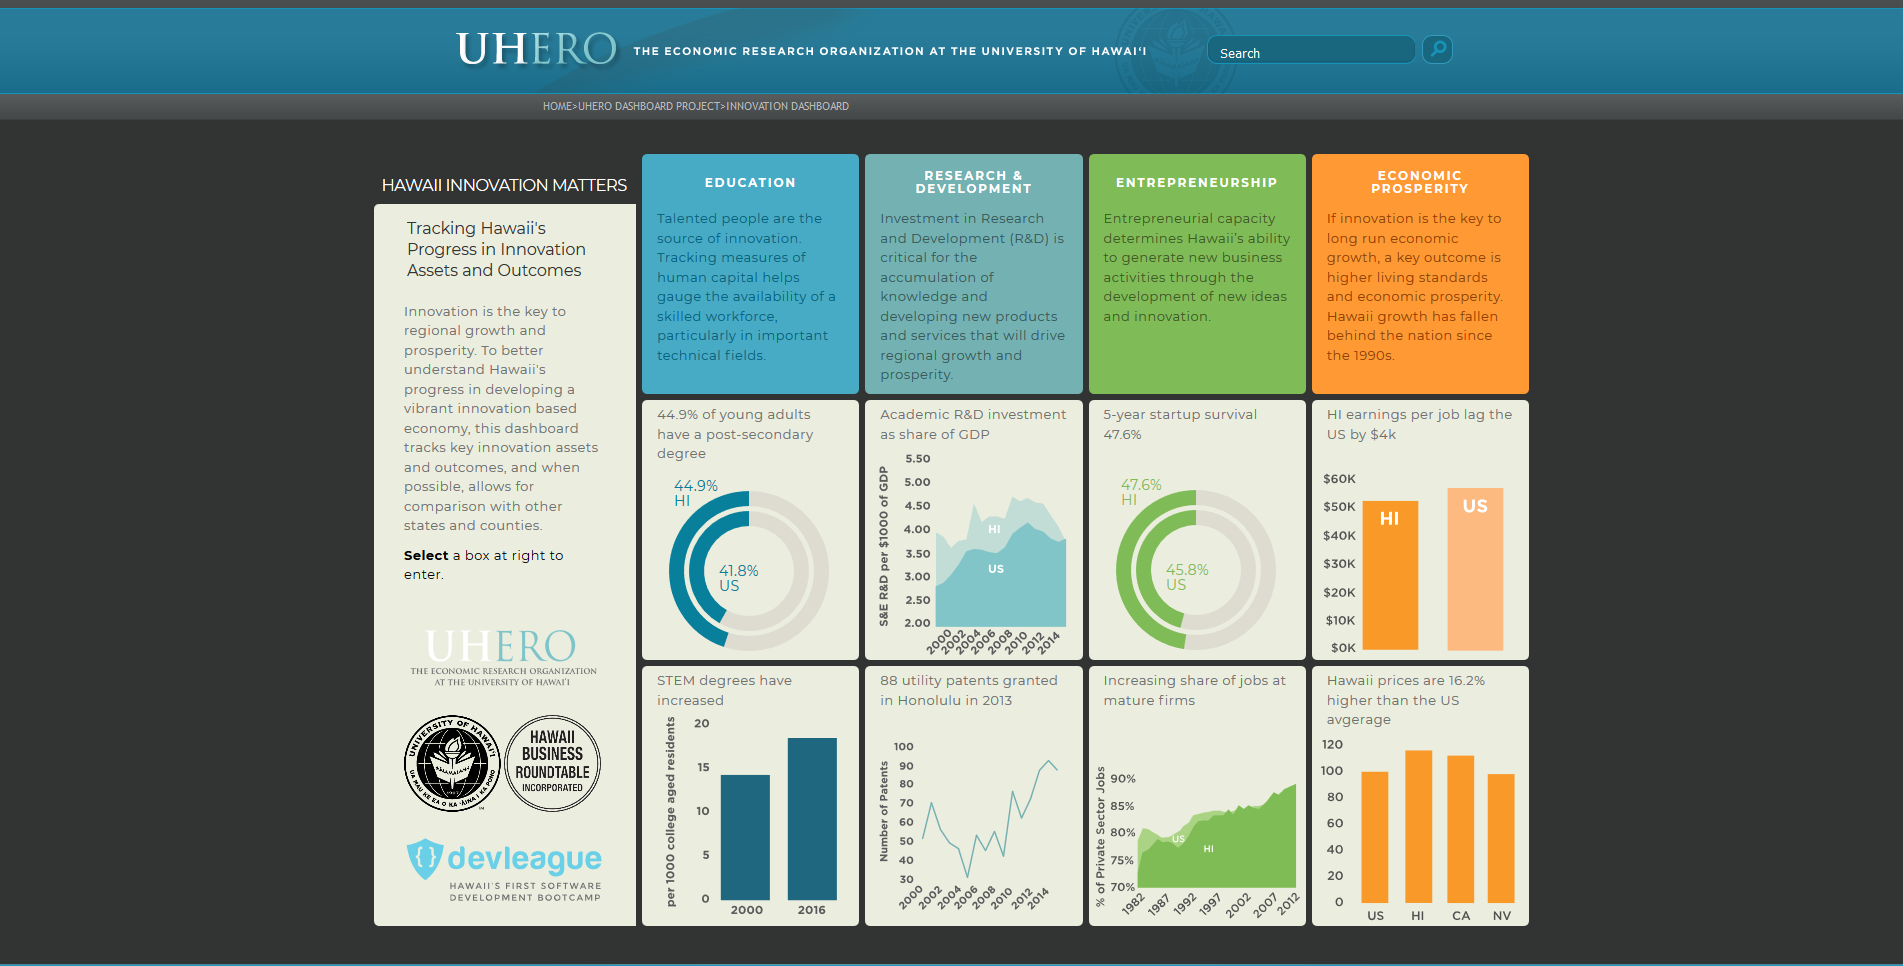 UHERO THE ECONOMIC RESEARCH ORGANIZATION AT THE UNIVERSITY OF HAWAI‘I
Search
HOME>UHERO DASHBOARD PROJECT>INNOVATION DASHBOARD
HAWAII INNOVATION MATTERS
Tracking Hawaii's
Progress in Innovation
Assets and Outcomes
Innovation is the key to
regional growth and
prosperity. To better
understand Hawaii's
progress in developing a
vibrant innovation based
economy, this dashboard
tracks key innovation assets
and outcomes, and when
possible, allows for
comparison with other
states and counties.
Select a box at right to
enter.
UHERO
THE ECONOMIC RESEARCH ORGANIZATION
AT THE UNIVERSITY OF HAWAI‘I
UNIVERSITY OF HAWAI‘I
UA MAU KE EA O KA ‘ĀINA I KA PONO
HAWAII
BUSINESS
ROUNDTABLE
INCORPORATED
{} devleague
HAWAII'S FIRST SOFTWARE
DEVELOPMENT BOOTCAMP
EDUCATION
Talented people are the
source of innovation.
Tracking measures of
human capital helps
gauge the availability of a
skilled workforce,
particularly in important
technical fields.
RESEARCH &
DEVELOPMENT
Investment in Research
and Development (R&D) is
critical for the
accumulation of
knowledge and
developing new products
and services that will drive
regional growth and
prosperity.
ENTREPRENEURSHIP
Entrepreneurial capacity
determines Hawaii’s ability
to generate new business
activities through the
development of new ideas
and innovation.
ECONOMIC
PROSPERITY
If innovation is the key to
long run economic
growth, a key outcome is
higher living standards
and economic prosperity.
Hawaii growth has fallen
behind the nation since
the 1990s.
44.9% of young adults
have a post-secondary
degree
44.9%
HI
41.8%
US
Academic R&D investment
as share of GDP
S&E R&D per $1000 of GDP
5.50
5.00
4.50
4.00
3.50
3.00
2.50
2.00
HI
US
2000 2002 2004 2006 2008 2010 2012 2014
5-year startup survival
47.6%
47.6%
HI
45.8%
US
HI earnings per job lag the
US by $4k
$60K
$50K
$40K
$30K
$20K
$10K
$0K
HI
US
STEM degrees have
increased
per 1000 college aged residents
20
15
10
5
0
2000 2016
88 utility patents granted
in Honolulu in 2013
Number of Patents
100
90
80
70
60
50
40
30
2000 2002 2004 2006 2008 2010 2012 2014
Increasing share of jobs at
mature firms
% of Private Sector Jobs
90%
85%
80%
75%
70%
US
HI
1982 1987 1992 1997 2002 2007 2012
Hawaii prices are 16.2%
higher than the US
avgerage
120
100
80
60
40
20
0
US HI CA NV